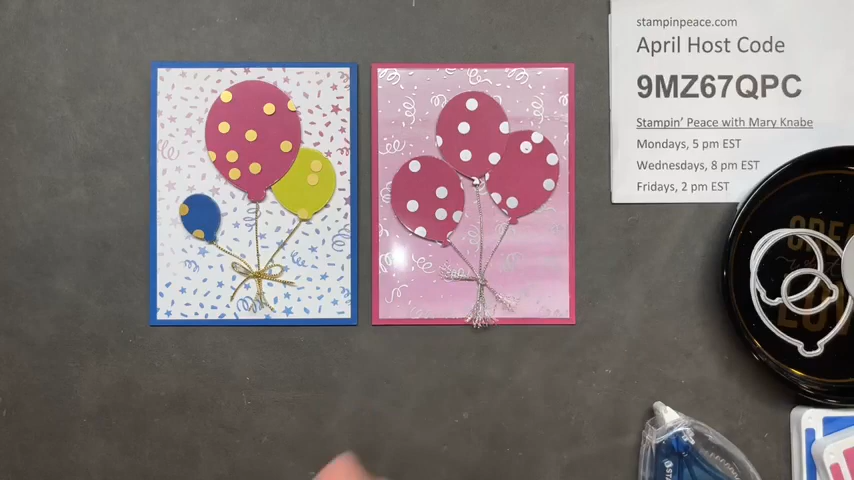 stampinpeace.com
April Host Code
9MZ67QPC
Stampin' Peace with Mary Knabe
Mondays, 5 pm EST
Wednesdays, 8 pm EST
Fridays, 2 pm EST